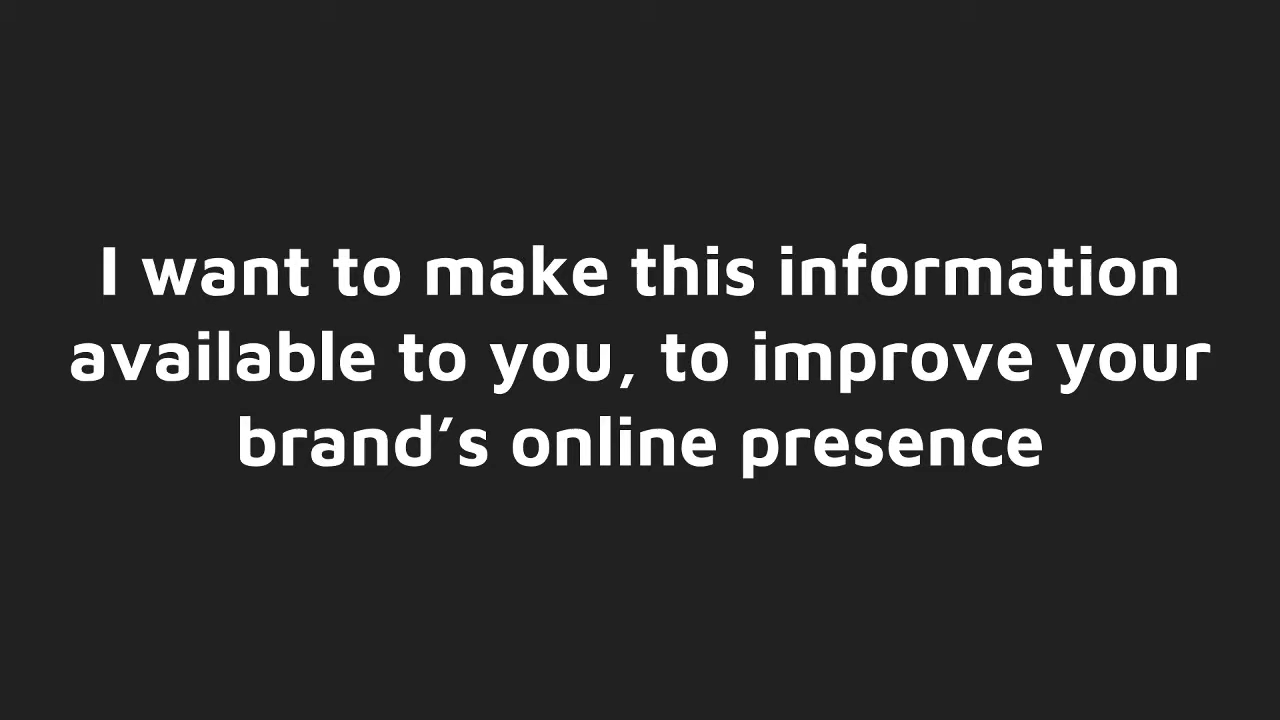 I want to make this information
available to you, to improve your
brand’s online presence